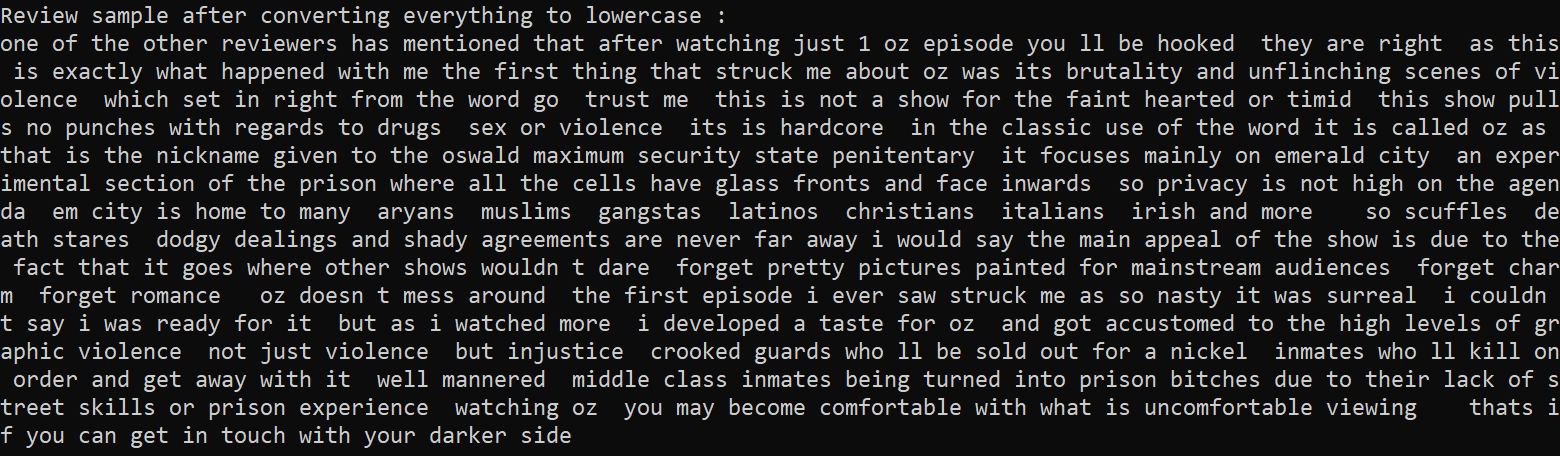 Review sample after converting everything to lowercase :
one of the other reviewers has mentioned that after watching just 1 oz episode you ll be hooked  they are right  as this
 is exactly what happened with me the first thing that struck me about oz was its brutality and unflinching scenes of vi
olence  which set in right from the word go  trust me  this is not a show for the faint hearted or timid  this show pull
s no punches with regards to drugs  sex or violence  its is hardcore  in the classic use of the word it is called oz as 
that is the nickname given to the oswald maximum security state penitentary  it focuses mainly on emerald city  an exper
imental section of the prison where all the cells have glass fronts and face inwards  so privacy is not high on the agen
da  em city is home to many  aryans  muslims  gangstas  latinos  christians  italians  irish and more    so scuffles  de
ath stares  dodgy dealings and shady agreements are never far away i would say the main appeal of the show is due to the
 fact that it goes where other shows wouldn t dare  forget pretty pictures painted for mainstream audiences  forget char
m  forget romance   oz doesn t mess around  the first episode i ever saw struck me as so nasty it was surreal  i couldn 
t say i was ready for it  but as i watched more  i developed a taste for oz  and got accustomed to the high levels of gr
aphic violence  not just violence  but injustice  crooked guards who ll be sold out for a nickel  inmates who ll kill on
 order and get away with it  well mannered  middle class inmates being turned into prison bitches due to their lack of s
treet skills or prison experience  watching oz  you may become comfortable with what is uncomfortable viewing    thats i
f you can get in touch with your darker side